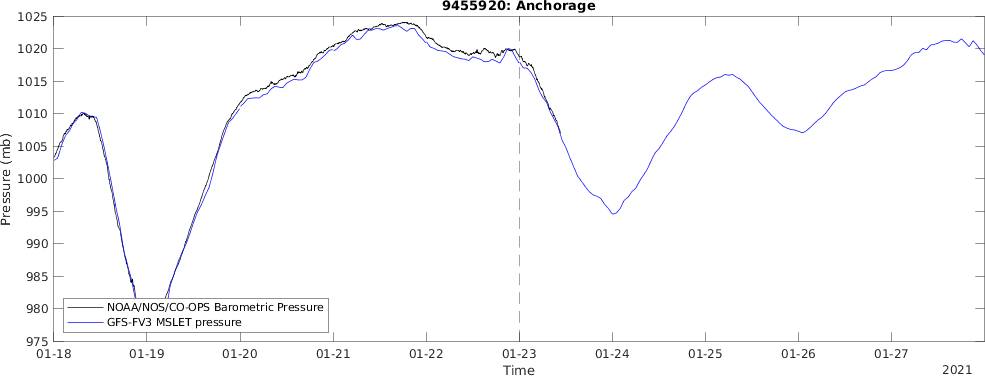 9455920: Anchorage
Pressure (mb)
1025
1020
1015
1010
1005
1000
995
990
985
980
975
NOAA/NOS/CO-OPS Barometric Pressure
GFS-FV3 MSLET pressure
01-18 01-19 01-20 01-21 01-22 01-23 01-24 01-25 01-26 01-27
Time
2021